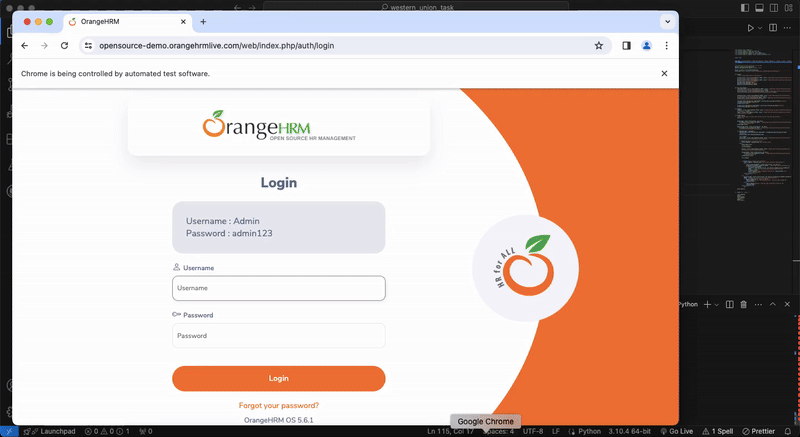 western_union_task
OrangeHRM
opensource-demo.orangehrmlive.com/web/index.php/auth/login
Chrome is being controlled by automated test software.
OrangeHRM
OPEN SOURCE HR MANAGEMENT
Login
Username : Admin
Password : admin123
HR for ALL
Username
Username
Password
Password
Login
Forgot your password?
OrangeHRM OS 5.6.1
Python
Google Chrome
Launchpad 0 0 1 0 Ln 115, Col 17 Spaces: 4 UTF-8 LF Python 3.10.4 64-bit Go Live 1 Spell Prettier